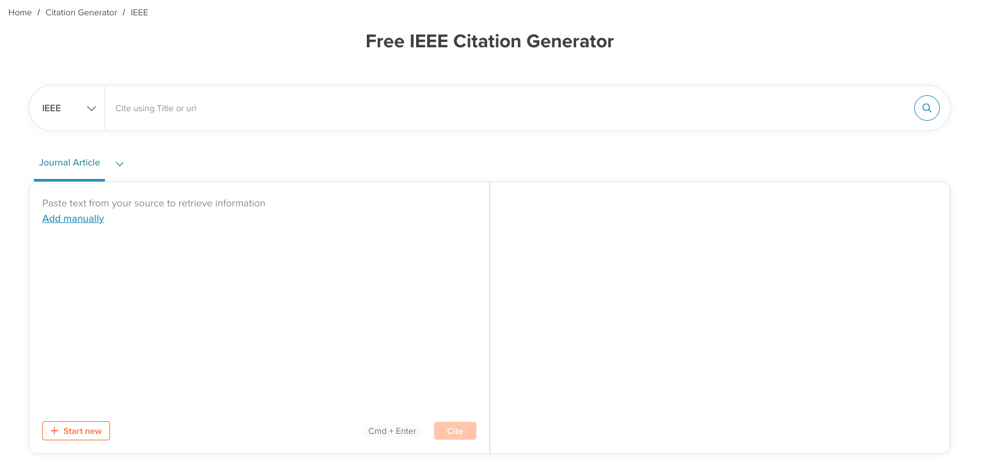 Home / Citation Generator / IEEE
Free IEEE Citation Generator
IEEE Cite using Title or url
Journal Article
Paste text from your source to retrieve information
Add manually
+ Start new Cmd + Enter Cite